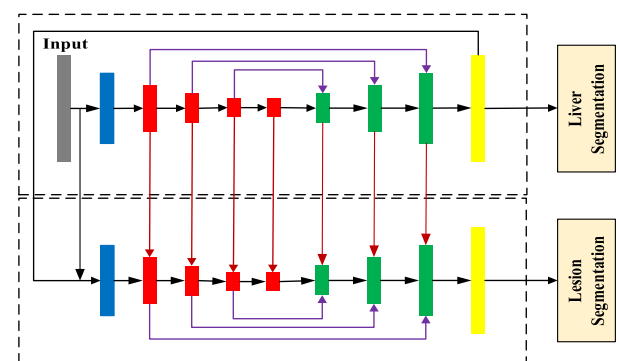 Input
Liver
Segmentation
Lesion
Segmentation